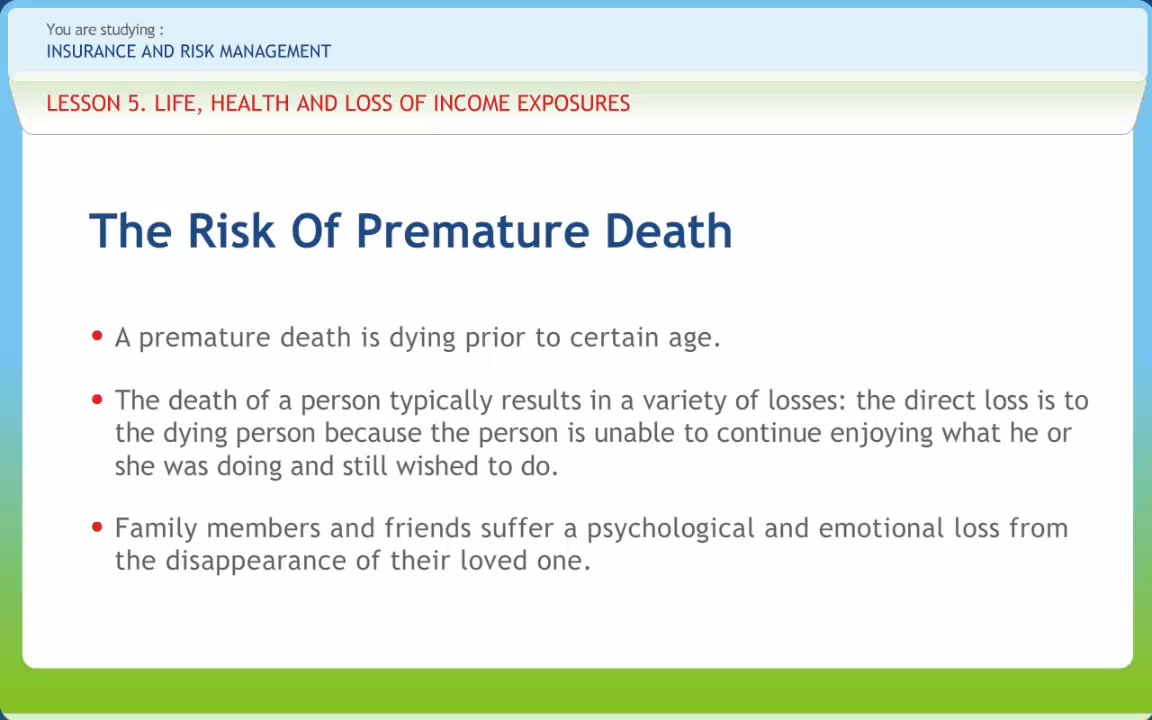 You are studying :
INSURANCE AND RISK MANAGEMENT
LESSON 5. LIFE, HEALTH AND LOSS OF INCOME EXPOSURES
The Risk Of Premature Death
• A premature death is dying prior to certain age.
• The death of a person typically results in a variety of losses: the direct loss is to
the dying person because the person is unable to continue enjoying what he or
she was doing and still wished to do.
• Family members and friends suffer a psychological and emotional loss from
the disappearance of their loved one.